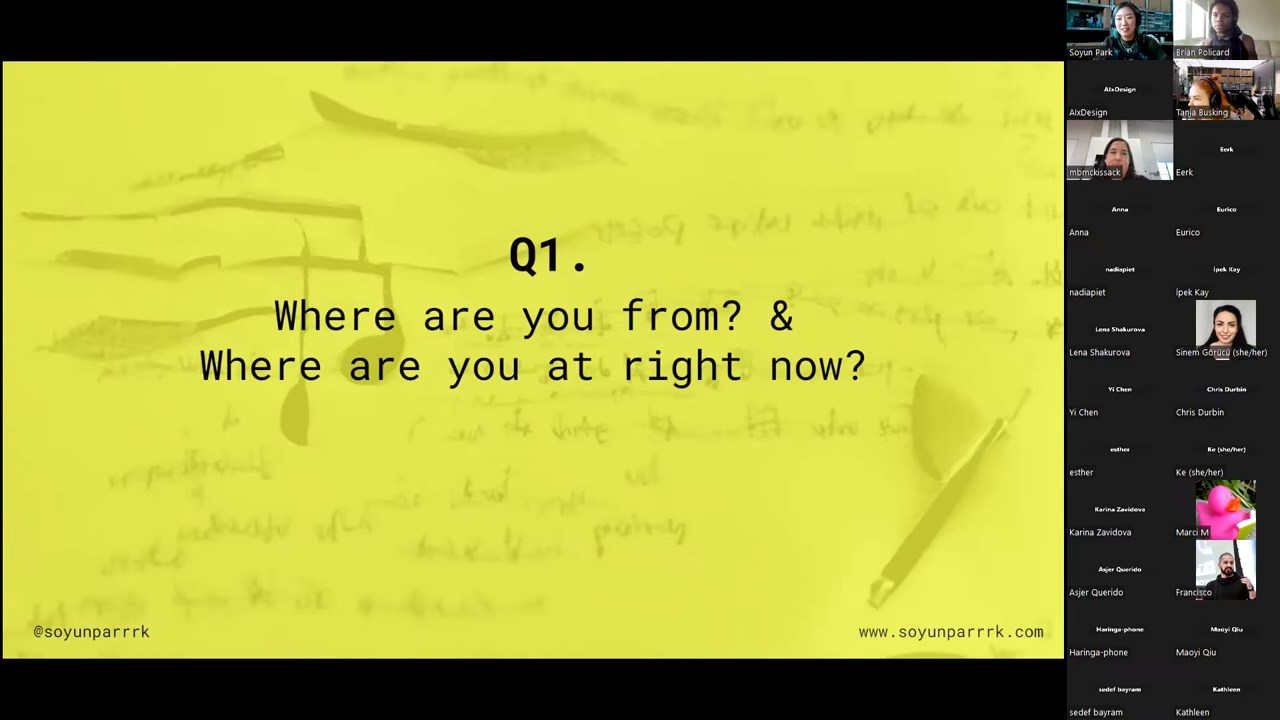 Q1.
Where are you from? &
Where are you at right now?
@soyunparrrk
www.soyunparrrk.com
Soyun Park
Brian Policard
AIxDesign
AIxDesign
Tanja Busking
mbmckissack
Eerk
Eerk
Anna
Anna
Eurico
Eurico
nadiapiet
nadiapiet
İpek Kay
İpek Kay
Lena Shakurova
Lena Shakurova
Sinem Görücü (she/her)
Yi Chen
Yi Chen
Chris Durbin
Chris Durbin
esther
esther
Ke (she/her)
Ke (she/her)
Karina Zavidova
Karina Zavidova
Marci M
Asjer Querido
Asjer Querido
Francisco
Haringa-phone
Haringa-phone
Maoyi Qiu
Maoyi Qiu
sedef bayram
sedef bayram
Kathleen
Kathleen